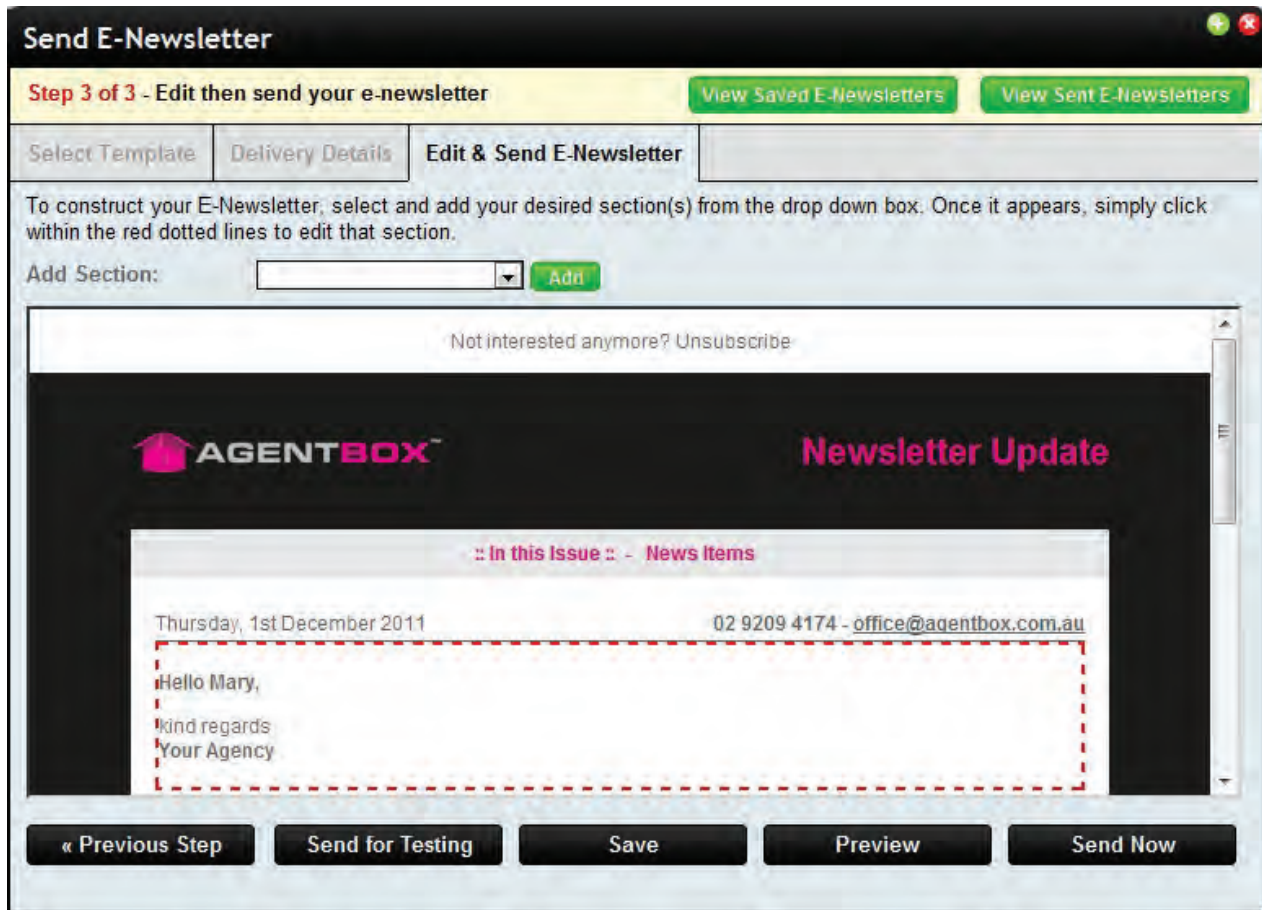 Send E-Newsletter
Step 3 of 3 - Edit then send your e-newsletter
View Saved E-Newsletters
View Sent E-Newsletters
Select Template
Delivery Details
Edit & Send E-Newsletter
To construct your E-Newsletter, select and add your desired section(s) from the drop down box. Once it appears, simply click
within the red dotted lines to edit that section.
Add Section:
Add
Not interested anymore? Unsubscribe
AGENTBOX™
Newsletter Update
:: In this Issue :: - News Items
Thursday, 1st December 2011
02 9209 4174 - office@agentbox.com.au
Hello Mary,
kind regards
Your Agency
« Previous Step
Send for Testing
Save
Preview
Send Now